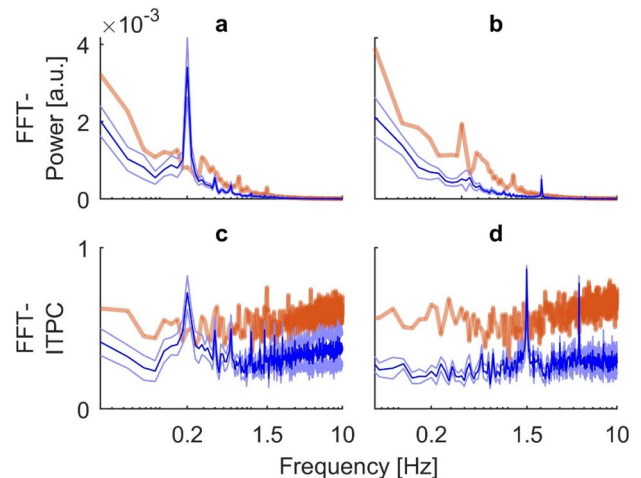 ×10⁻³
a
b
4
FFT-
Power [a.u.]
2
0
c
d
1
FFT-
ITPC
0
0.2 1.5 10
0.2 1.5 10
Frequency [Hz]